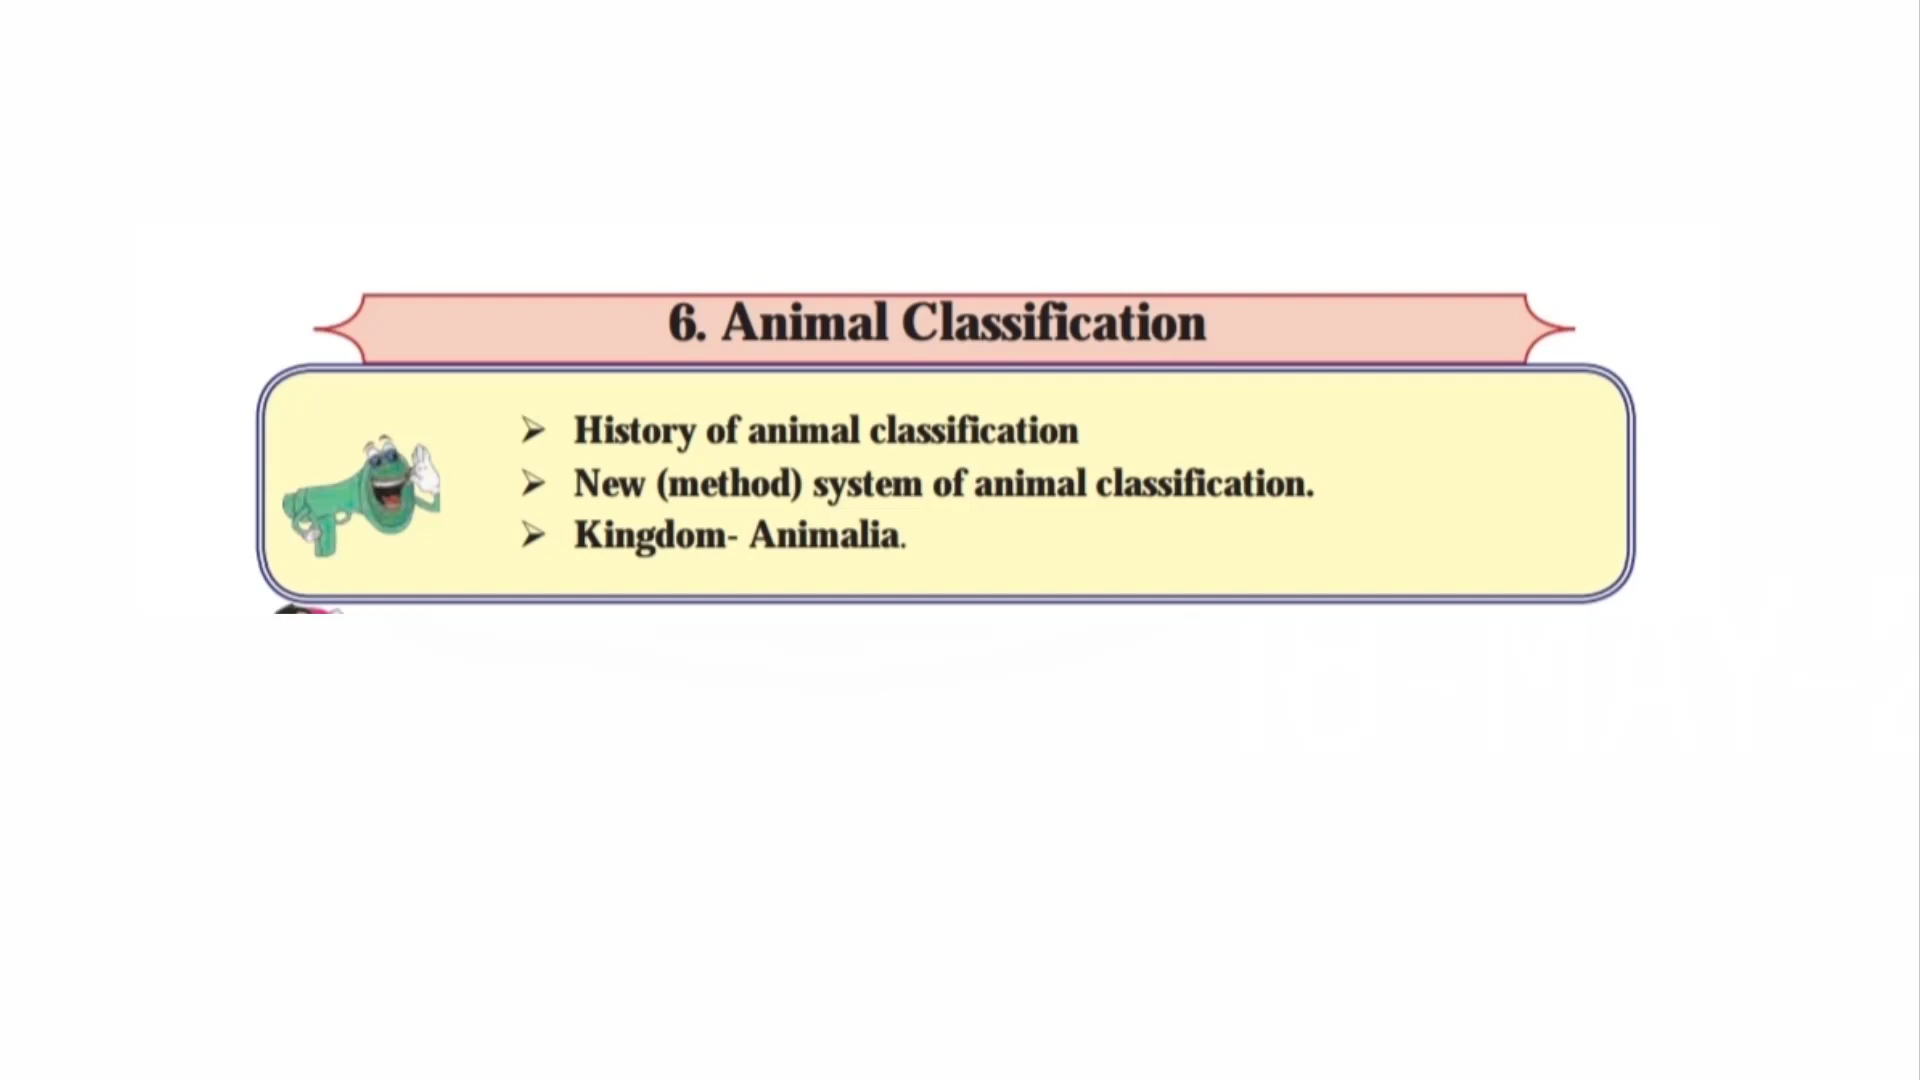 6. Animal Classification
➢ History of animal classification
➢ New (method) system of animal classification.
➢ Kingdom- Animalia.